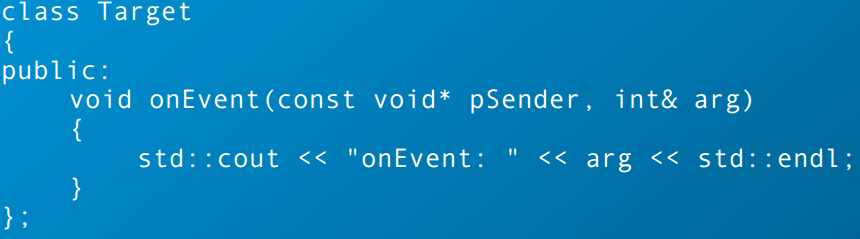 class Target
{
public:
    void onEvent(const void* pSender, int& arg)
    {
        std::cout << "onEvent: " << arg << std::endl;
    }
};